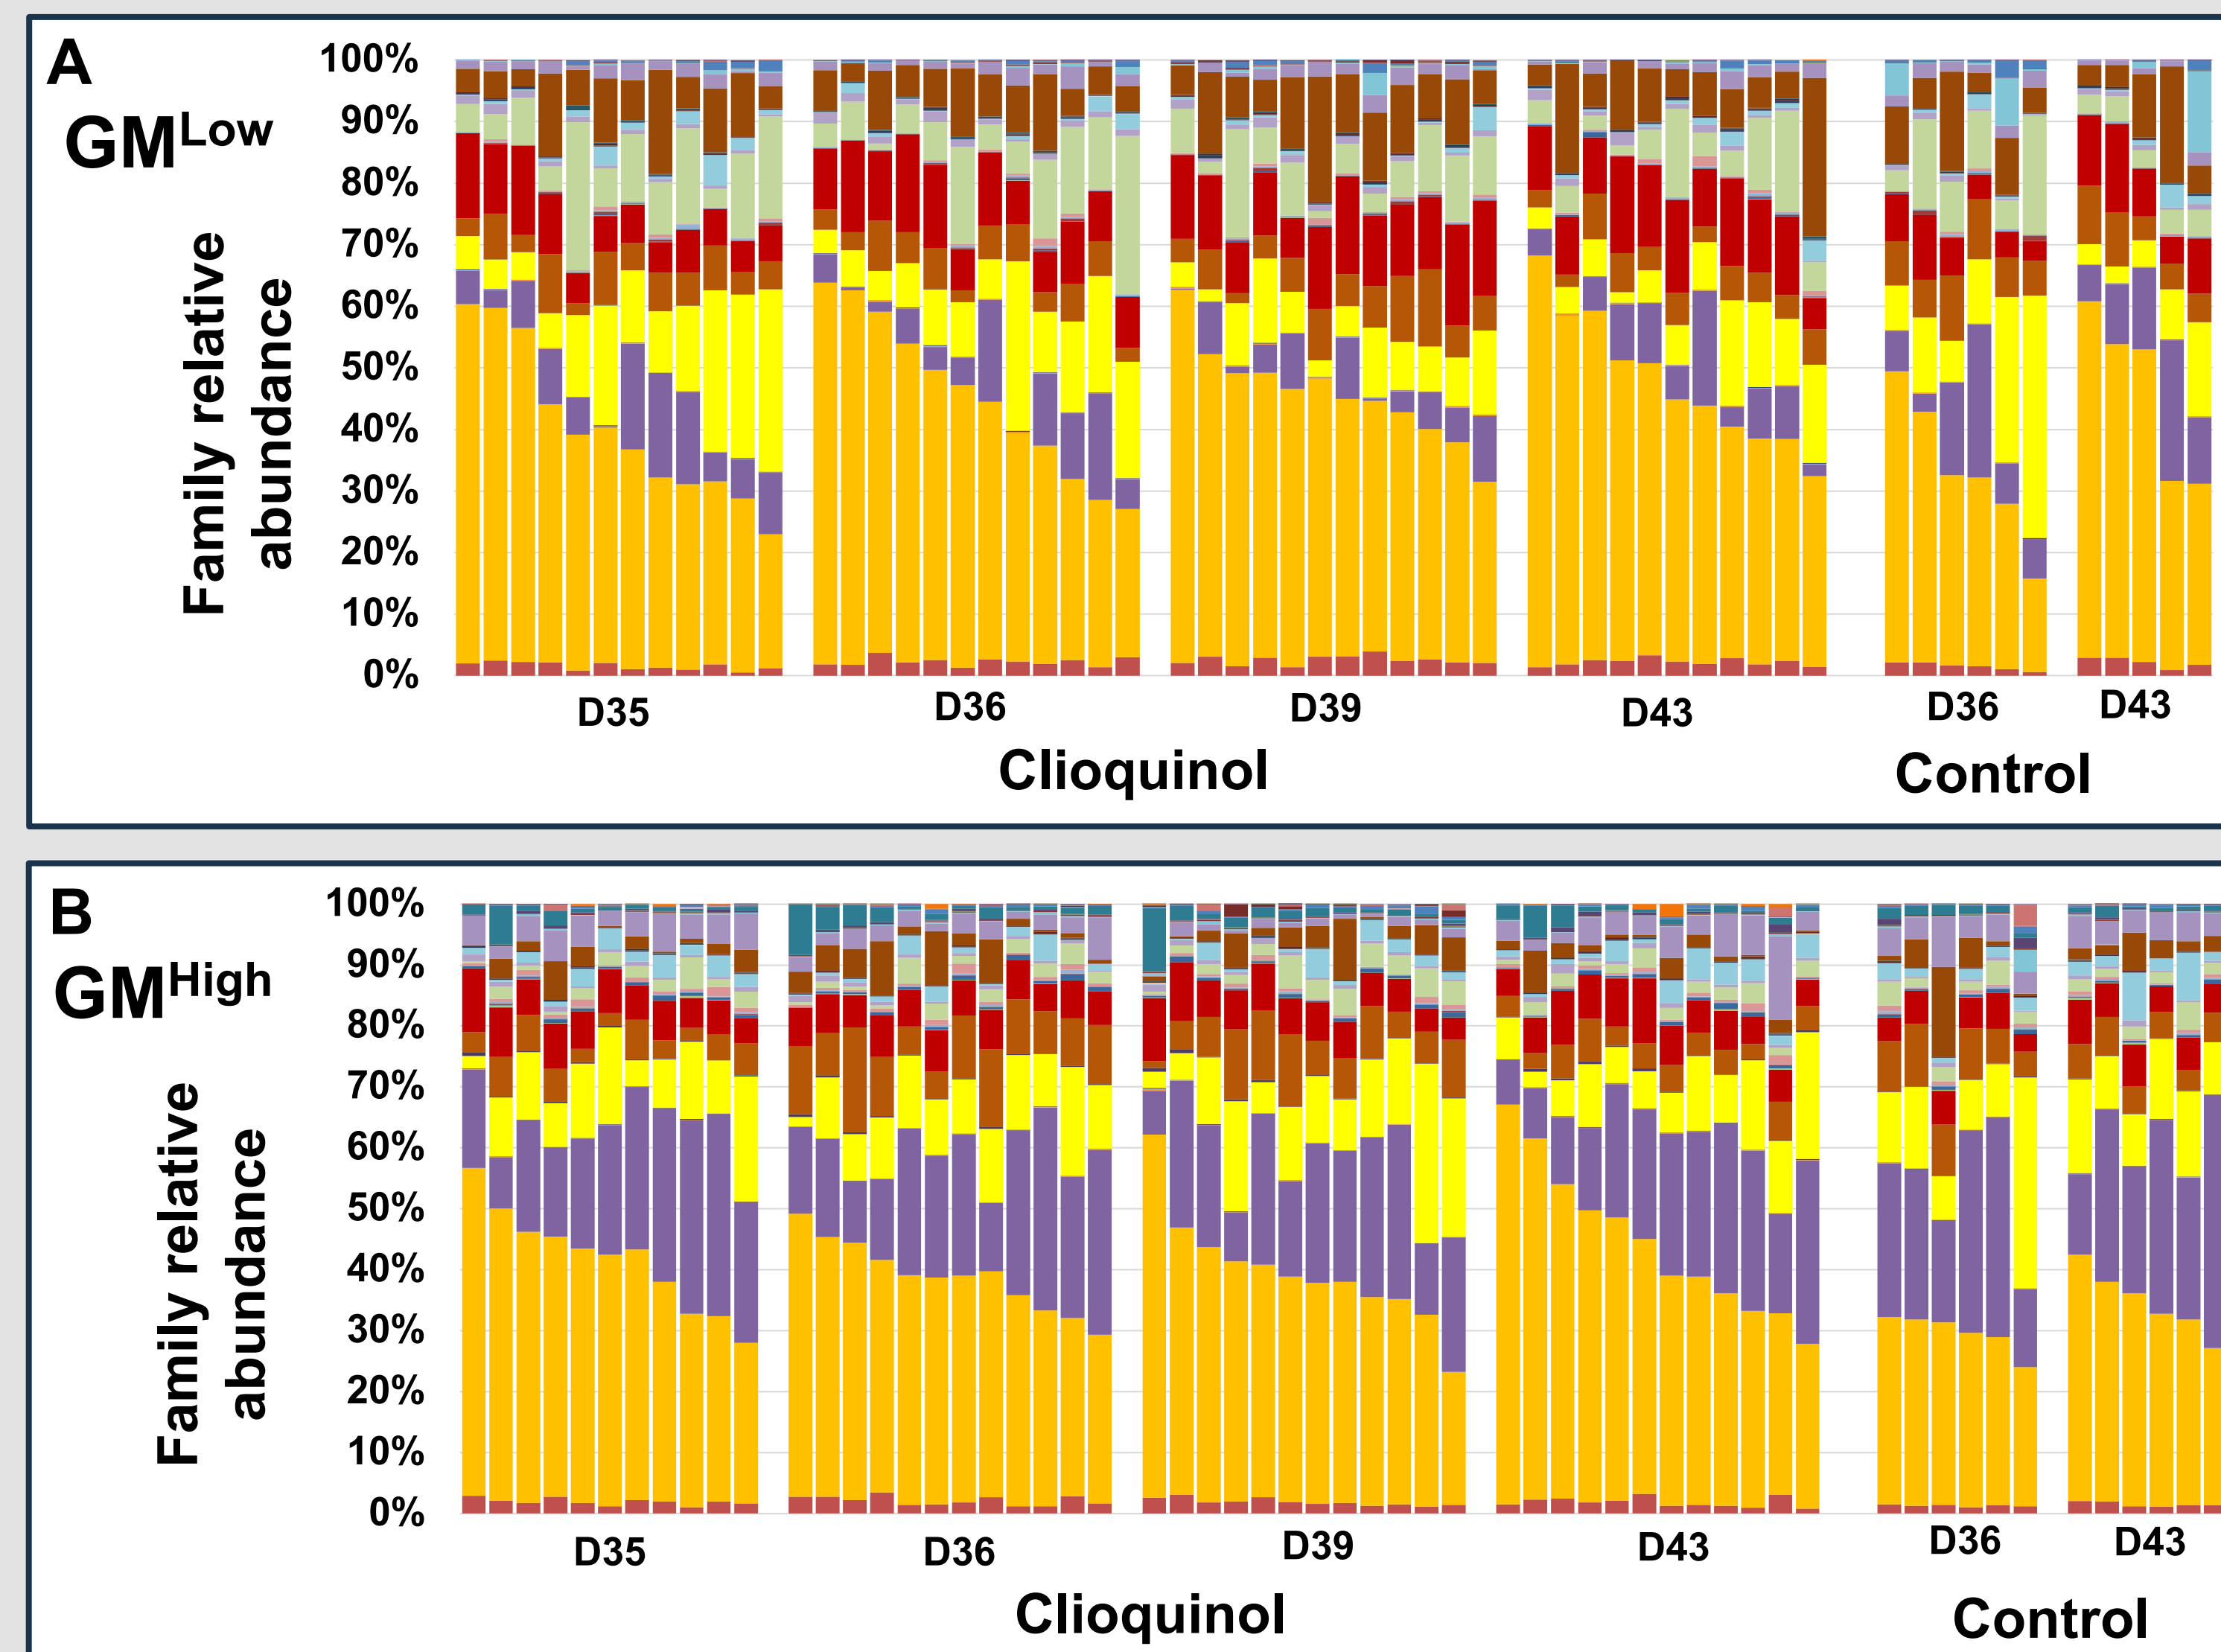 A
GMLow
Family relative
abundance
100%
90%
80%
70%
60%
50%
40%
30%
20%
10%
0%
D35
D36
D39
D43
D36
D43
Clioquinol
Control
B
GMHigh
Family relative
abundance
100%
90%
80%
70%
60%
50%
40%
30%
20%
10%
0%
D35
D36
D39
D43
D36
D43
Clioquinol
Control